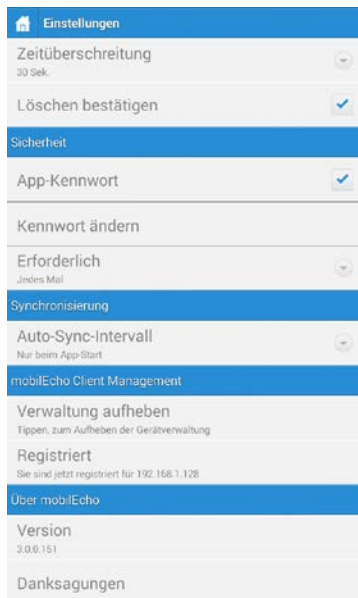 Einstellungen
Zeitüberschreitung
30 Sek.
Löschen bestätigen
Sicherheit
App-Kennwort
Kennwort ändern
Erforderlich
Jedes Mal
Synchronisierung
Auto-Sync-Intervall
Nur beim App-Start
mobilEcho Client Management
Verwaltung aufheben
Tippen, zum Aufheben der Gerätverwaltung
Registriert
Sie sind jetzt registriert für 192.168.1.128
Über mobilEcho
Version
3.0.0.151
Danksagungen